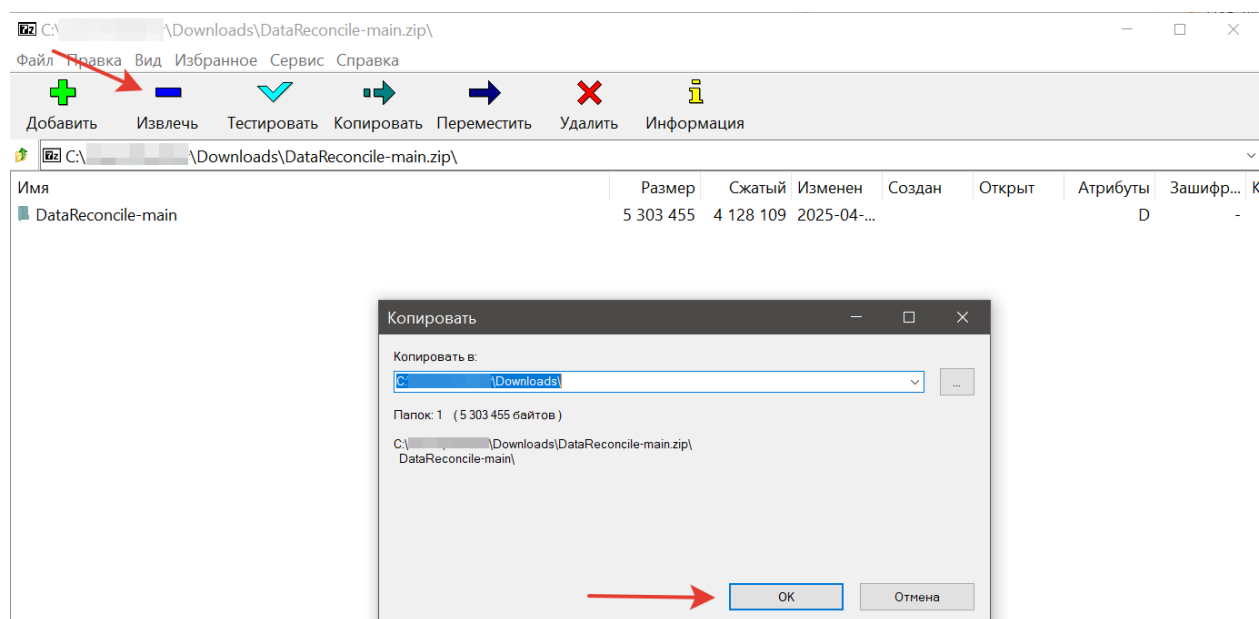 7z C:\ \Downloads\DataReconcile-main.zip\
Файл Правка Вид Избранное Сервис Справка
Добавить Извлечь Тестировать Копировать Переместить Удалить Информация
7z C:\ \Downloads\DataReconcile-main.zip\
Имя Размер Сжатый Изменен Создан Открыт Атрибуты Зашифр...
DataReconcile-main 5 303 455 4 128 109 2025-04-... D -
Копировать
Копировать в:
C: \Downloads\
...
Папок: 1 ( 5 303 455 байтов )
C:\ \Downloads\DataReconcile-main.zip\
DataReconcile-main\
OK Отмена